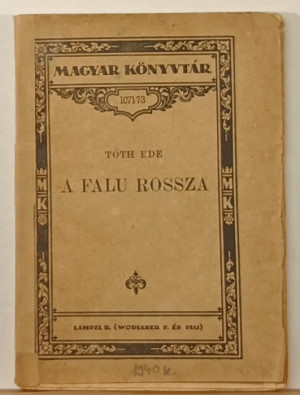 MAGYAR KÖNYVTÁR
1071-73
TÓTH EDE
A FALU ROSSZA
M
K
M
K
LAMPEL R. (WODIANER F. ÉS FIAI)
1940 k.